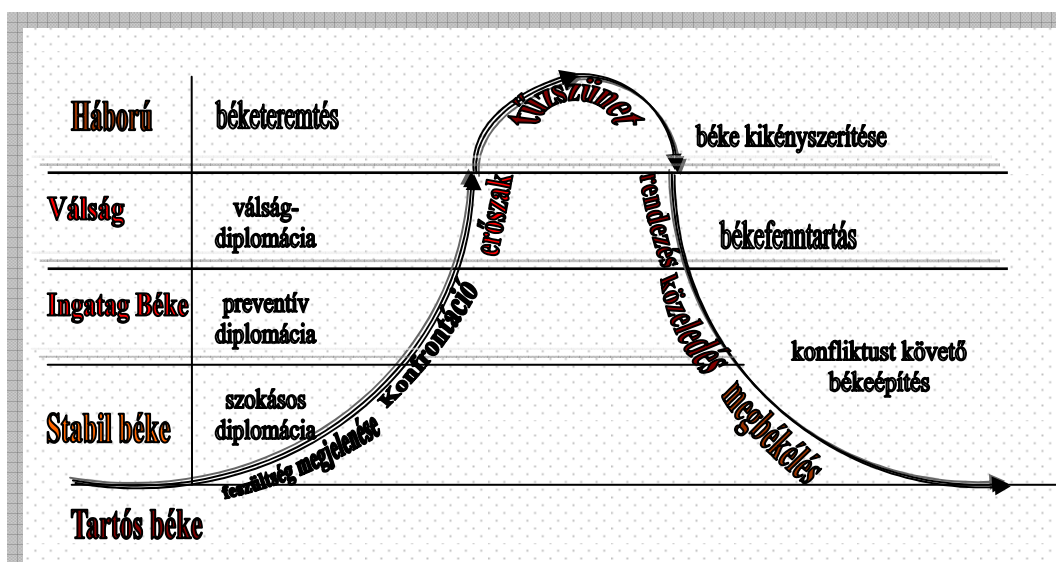 Háború
béketeremtés
tűzszünet
béke kikényszerítése
Válság
válság-
diplomácia
erőszak
rendezés közeledés
békefenntartás
Ingatag Béke
preventív
diplomácia
Konfrontáció
konfliktust követő
békeépítés
Stabil béke
szokásos
diplomácia
feszültség megjelenése
megbékélés
Tartós béke